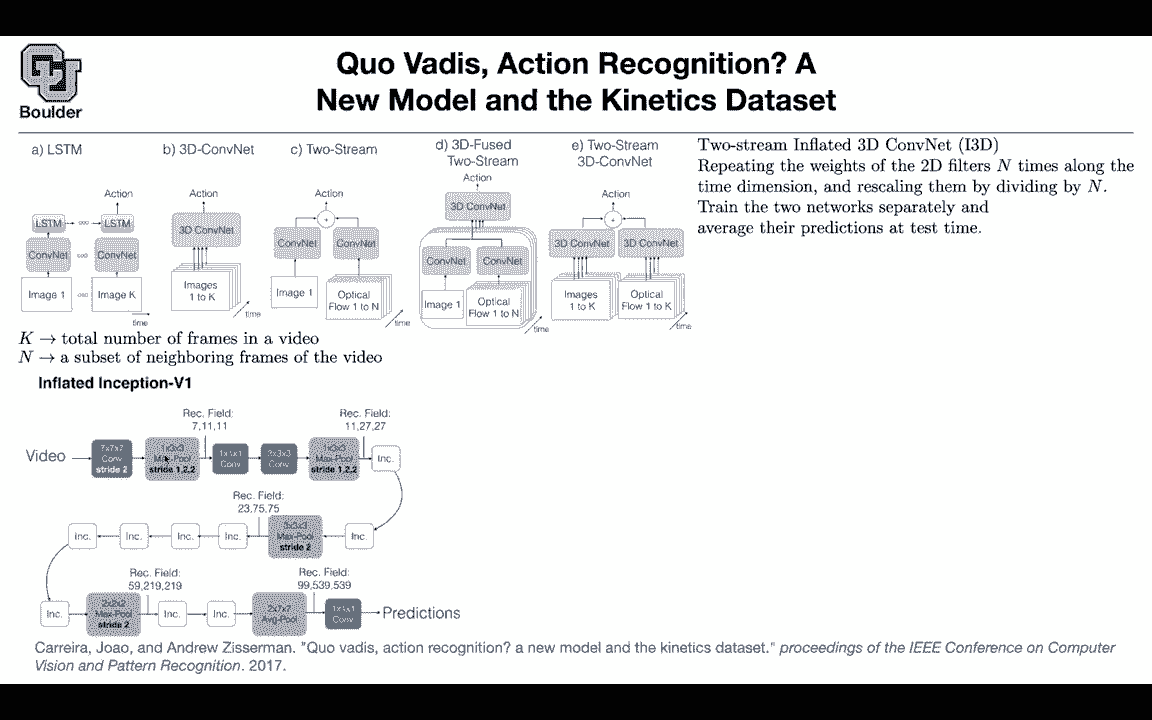 Boulder
Quo Vadis, Action Recognition? A
New Model and the Kinetics Dataset
a) LSTM
b) 3D-ConvNet
c) Two-Stream
d) 3D-Fused
Two-Stream
e) Two-Stream
3D-ConvNet
Action
LSTM
LSTM
ConvNet
ConvNet
Image 1
Image K
time
Action
3D ConvNet
Images
1 to K
time
Action
+
ConvNet
ConvNet
Image 1
Optical
Flow 1 to N
time
Action
3D ConvNet
ConvNet
ConvNet
Image 1
Optical
Flow 1 to N
time
Action
+
3D ConvNet
3D ConvNet
Images
1 to K
Optical
Flow 1 to N
time
Two-stream Inflated 3D ConvNet (I3D)
Repeating the weights of the 2D filters N times along the
time dimension, and rescaling them by dividing by N.
Train the two networks separately and
average their predictions at test time.
K → total number of frames in a video
N → a subset of neighboring frames of the video
Inflated Inception-V1
Rec. Field:
7,11,11
Rec. Field:
11,27,27
Video
7x7x7
Conv
stride 2
1x3x3
Max-Pool
stride 1,2,2
1x1x1
Conv
3x3x3
Conv
1x3x3
Max-Pool
stride 1,2,2
Inc.
Rec. Field:
23,75,75
Inc.
Inc.
Inc.
Inc.
3x3x3
Max-Pool
stride 2
Inc.
Rec. Field:
59,219,219
Rec. Field:
99,539,539
Inc.
2x2x2
Max-Pool
stride 2
Inc.
Inc.
2x7x7
Avg-Pool
1x1x1
Conv
Predictions
Carreira, Joao, and Andrew Zisserman. "Quo vadis, action recognition? a new model and the kinetics dataset." proceedings of the IEEE Conference on Computer
Vision and Pattern Recognition. 2017.